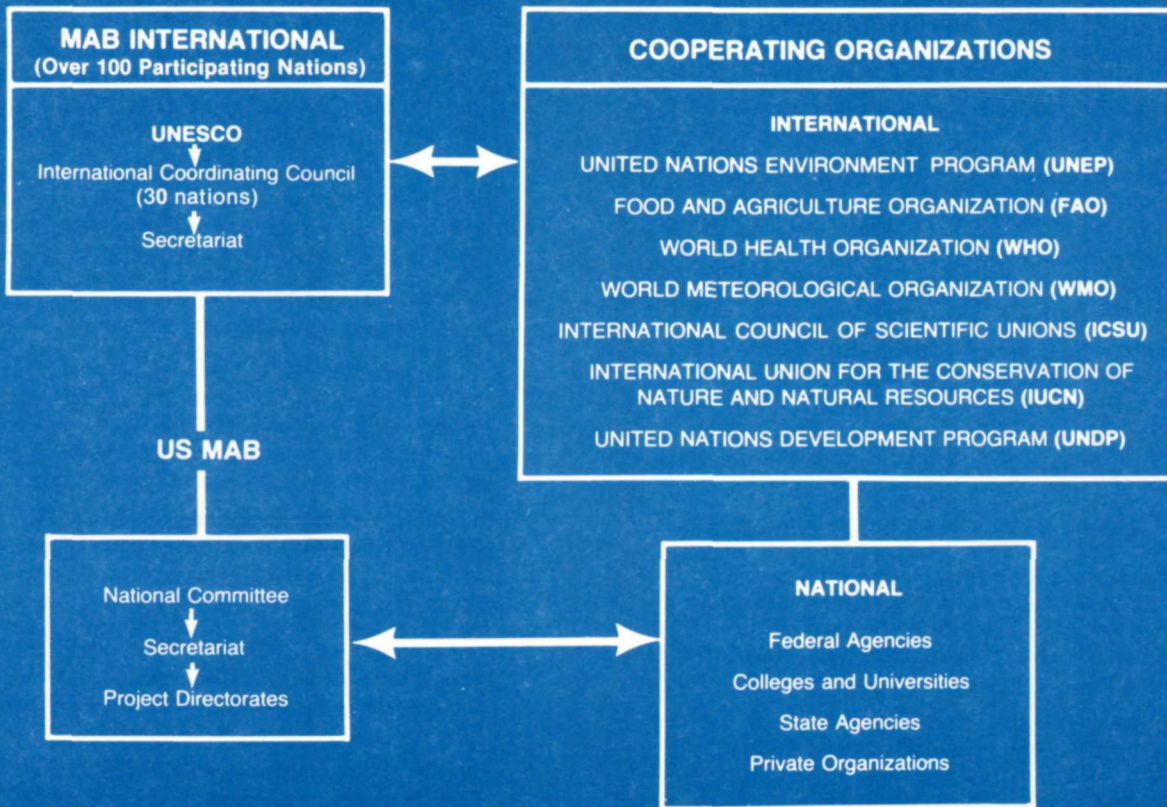 MAB INTERNATIONAL
(Over 100 Participating Nations)
UNESCO
International Coordinating Council
(30 nations)
Secretariat
COOPERATING ORGANIZATIONS
INTERNATIONAL
UNITED NATIONS ENVIRONMENT PROGRAM (UNEP)
FOOD AND AGRICULTURE ORGANIZATION (FAO)
WORLD HEALTH ORGANIZATION (WHO)
WORLD METEOROLOGICAL ORGANIZATION (WMO)
INTERNATIONAL COUNCIL OF SCIENTIFIC UNIONS (ICSU)
INTERNATIONAL UNION FOR THE CONSERVATION OF
NATURE AND NATURAL RESOURCES (IUCN)
UNITED NATIONS DEVELOPMENT PROGRAM (UNDP)
US MAB
National Committee
Secretariat
Project Directorates
NATIONAL
Federal Agencies
Colleges and Universities
State Agencies
Private Organizations